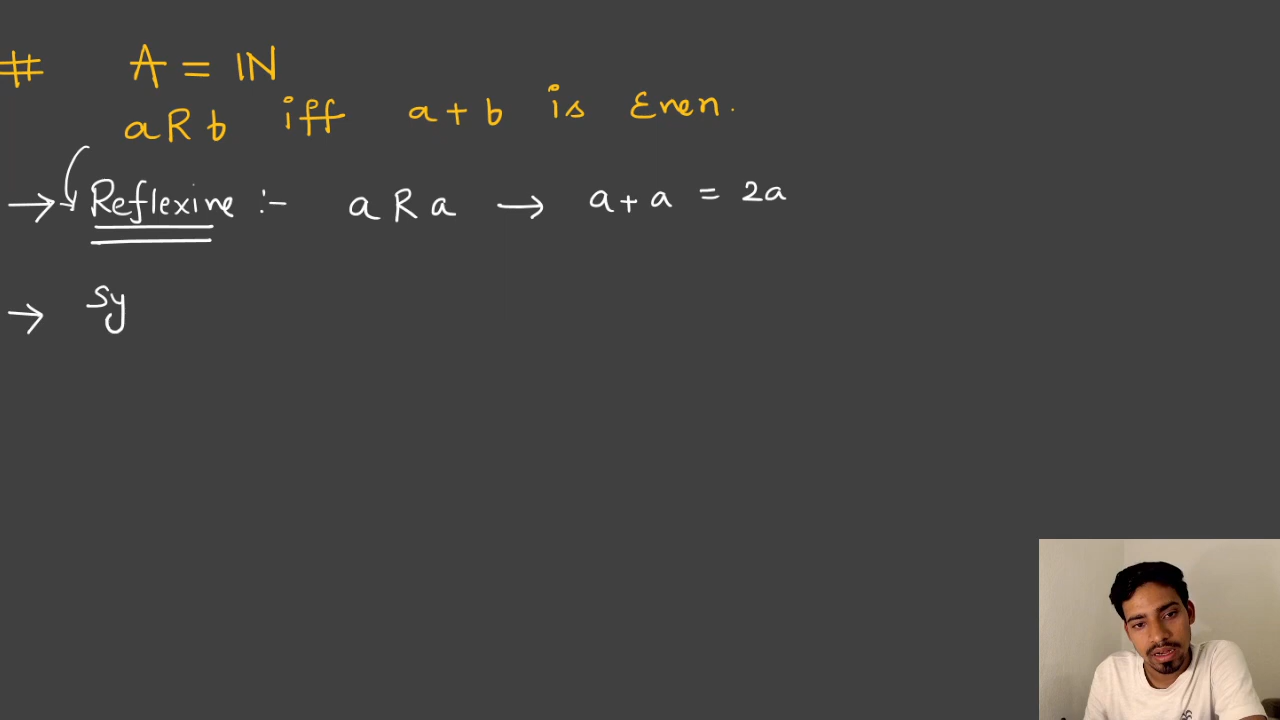 # A = IN
aRb iff a+b is Even.
→ Reflexive :- aRa → a+a = 2a
→ Sy